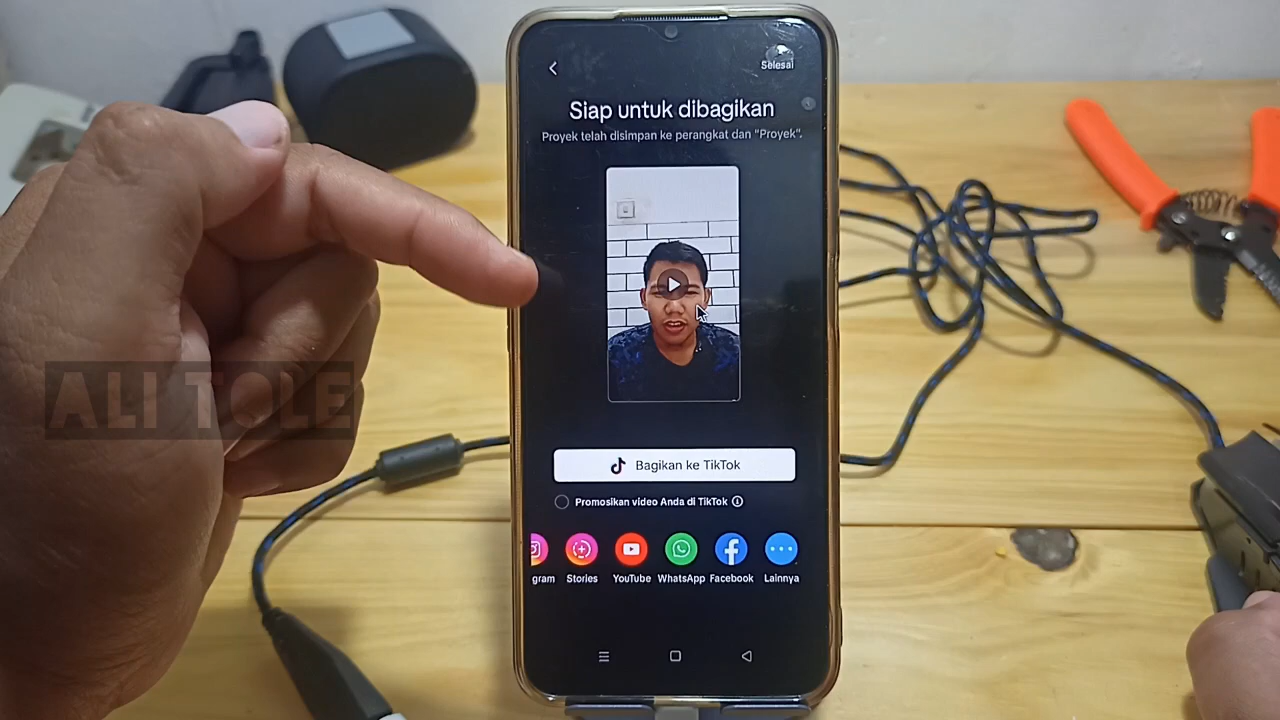 Selesai
Siap untuk dibagikan
Proyek telah disimpan ke perangkat dan "Proyek".
ALI TOLE
Bagikan ke TikTok
Promosikan video Anda di TikTok
gram Stories YouTube WhatsApp Facebook Lainnya